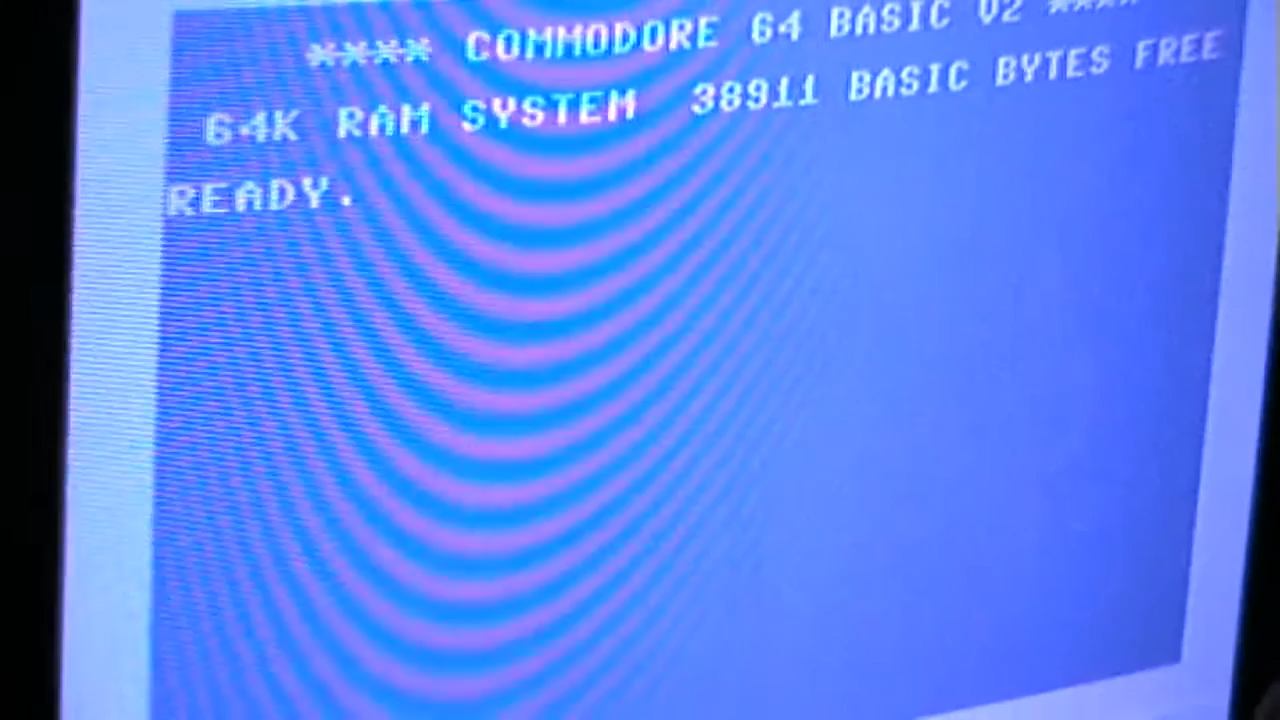 **** COMMODORE 64 BASIC V2 ****
64K RAM SYSTEM 38911 BASIC BYTES FREE
READY.